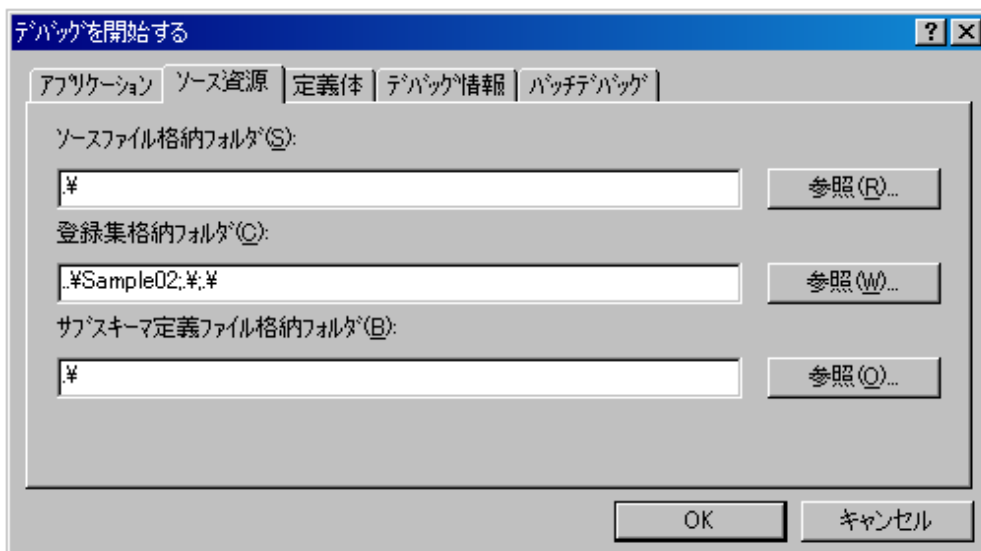 ﾃﾞﾊﾞｯｸﾞを開始する
ｱﾌﾟﾘｹｰｼｮﾝ ｿｰｽ資源 定義体 ﾃﾞﾊﾞｯｸﾞ情報 ﾊﾞｯﾁﾃﾞﾊﾞｯｸﾞ
ｿｰｽﾌｧｲﾙ格納ﾌｫﾙﾀﾞ(S):
.¥
参照(R)...
登録集格納ﾌｫﾙﾀﾞ(C):
..¥Sample02;.¥;.¥
参照(W)...
ｻﾌﾞｽｷｰﾏ定義ﾌｧｲﾙ格納ﾌｫﾙﾀﾞ(B):
.¥
参照(O)...
OK キャンセル